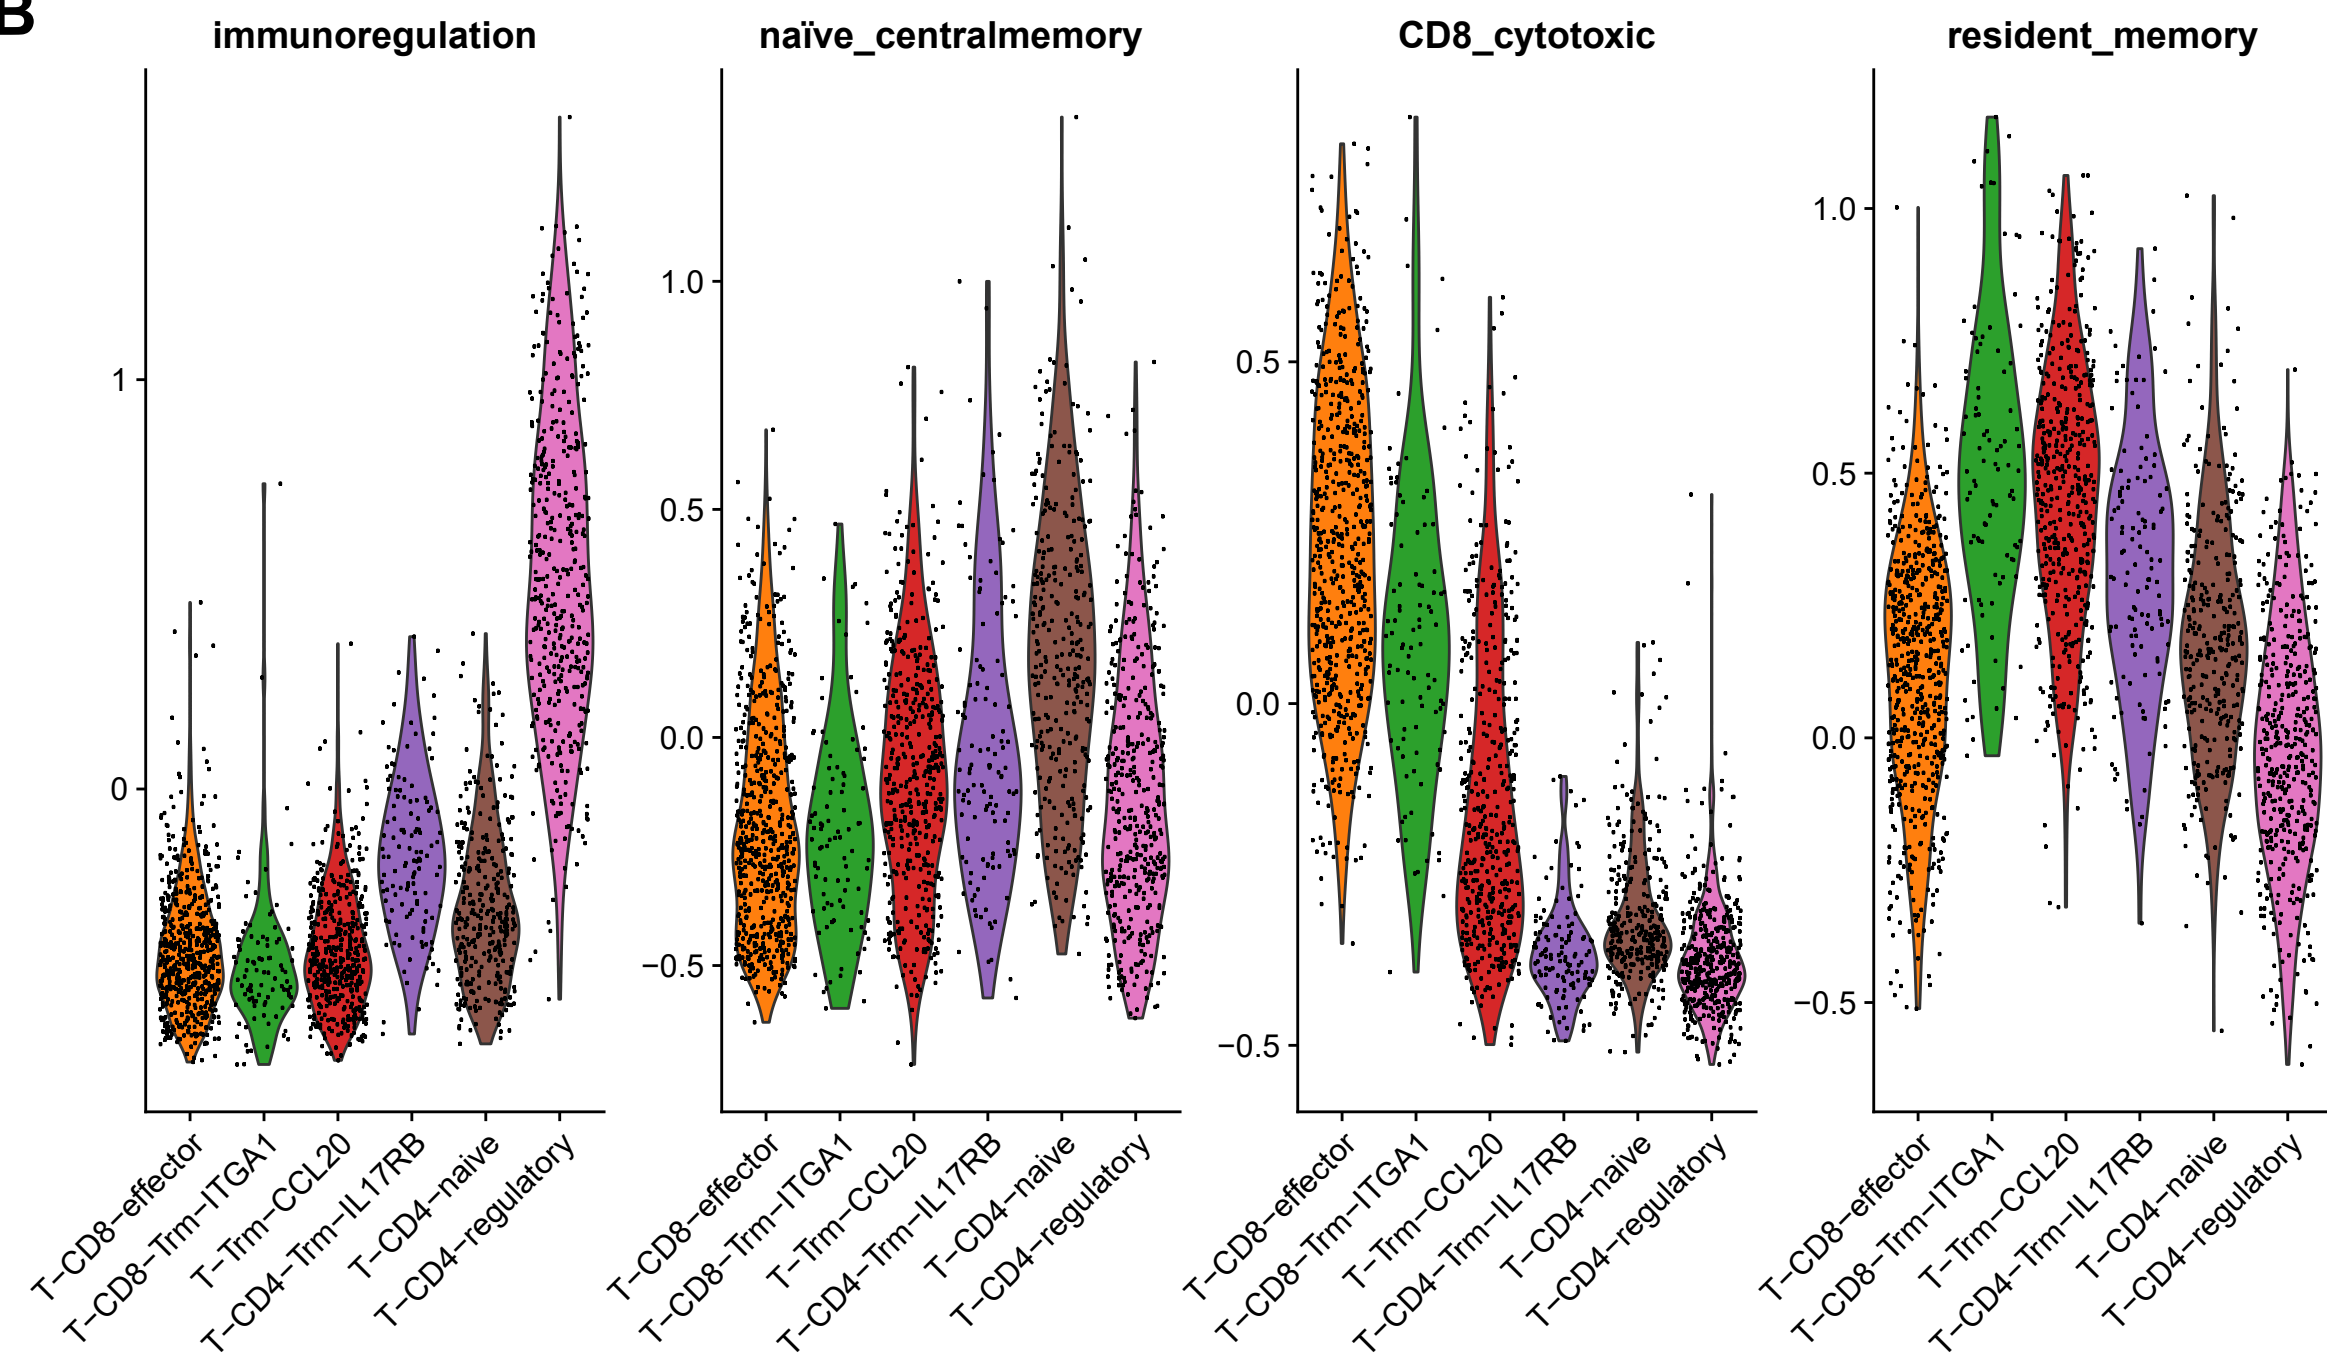 B
immunoregulation
naïve_centralmemory
CD8_cytotoxic
resident_memory
1
0
T−CD8−effector
T−CD8−Trm−ITGA1
T−Trm−CCL20
T−CD4−Trm−IL17RB
T−CD4−naive
T−CD4−regulatory
1.0
0.5
0.0
−0.5
T−CD8−effector
T−CD8−Trm−ITGA1
T−Trm−CCL20
T−CD4−Trm−IL17RB
T−CD4−naive
T−CD4−regulatory
0.5
0.0
−0.5
T−CD8−effector
T−CD8−Trm−ITGA1
T−Trm−CCL20
T−CD4−Trm−IL17RB
T−CD4−naive
T−CD4−regulatory
1.0
0.5
0.0
−0.5
T−CD8−effector
T−CD8−Trm−ITGA1
T−Trm−CCL20
T−CD4−Trm−IL17RB
T−CD4−naive
T−CD4−regulatory